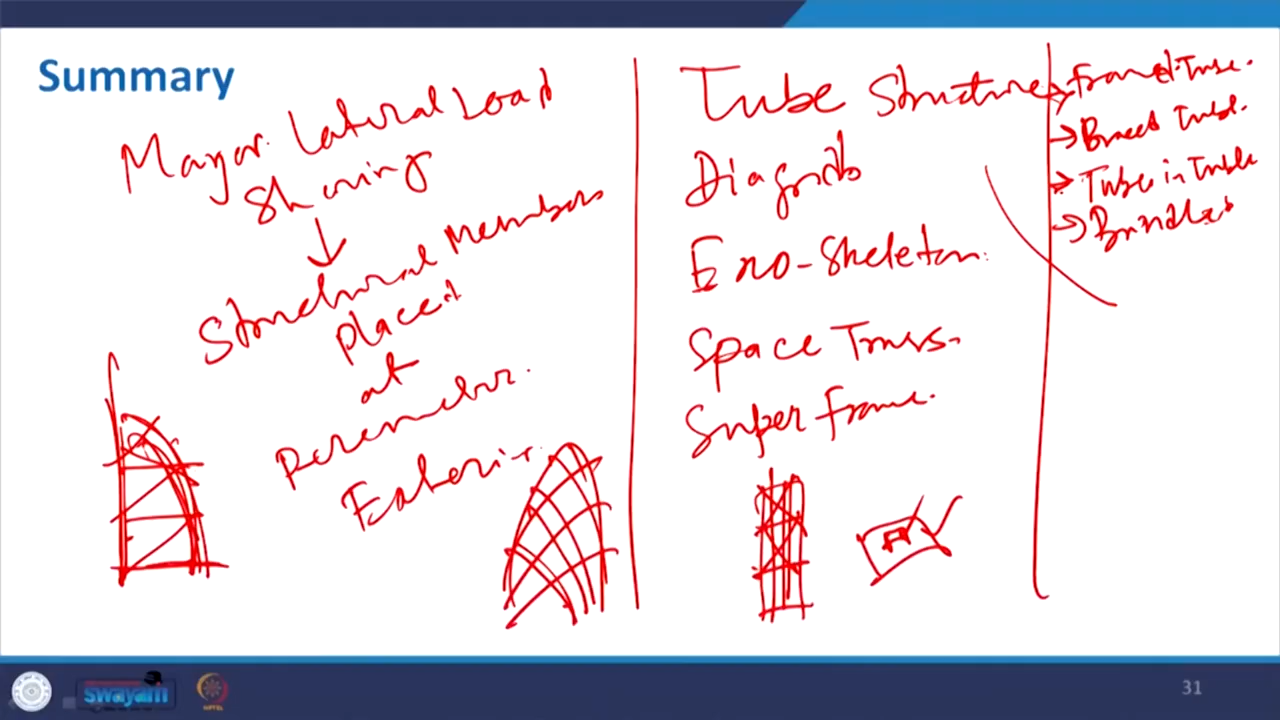 Summary
Major Lateral Load
Sharing
Structural Members
Placed
at
Perimeter.
Exterior.
Tube Structure
Diagrids
Exo-Skeleton.
Space Truss.
Super frame.
→ Framed Tube.
→ Braced Tube.
→ Tube in Tube
→ Bundled
swayam
31